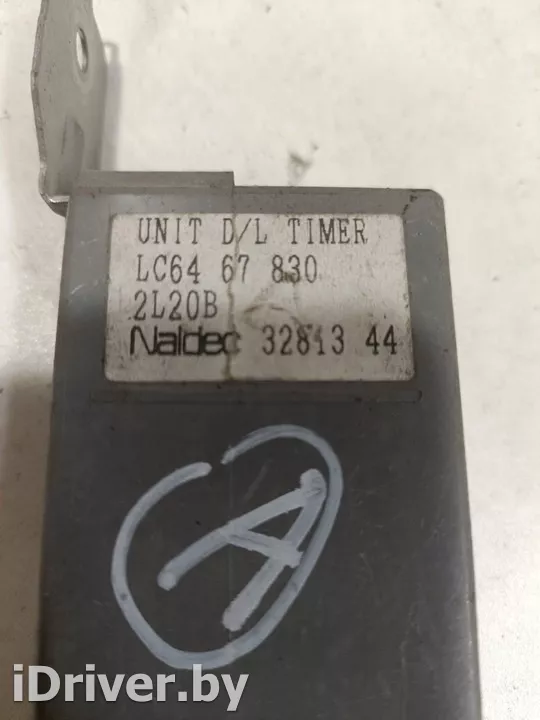 UNIT D/L TIMER
LC64 67 830
2L20B
Naldec 32813 44
A
iDriver.by